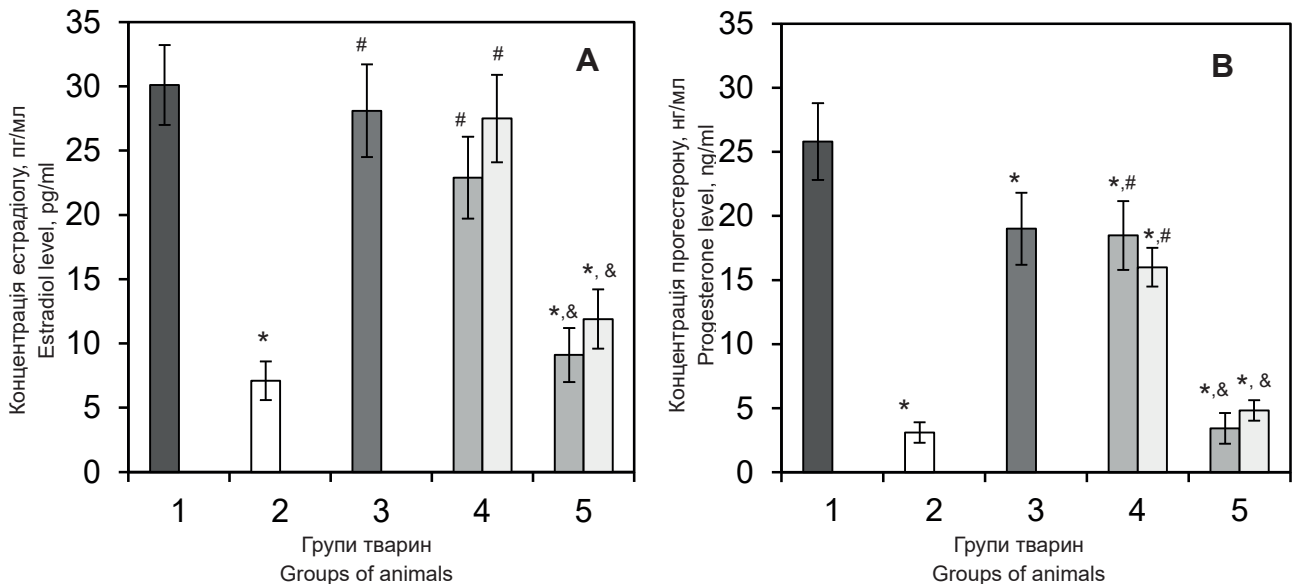 Концентрація естрадіолу, пг/мл
Estradiol level, pg/ml
35
30
25
20
15
10
5
0
A
*
#
#
#
*,&
*, &
1 2 3 4 5
Групи тварин
Groups of animals
Концентрація прогестерону, нг/мл
Progesterone level, ng/ml
35
30
25
20
15
10
5
0
B
*
*
*,#
*,#
*,&
*, &
1 2 3 4 5
Групи тварин
Groups of animals